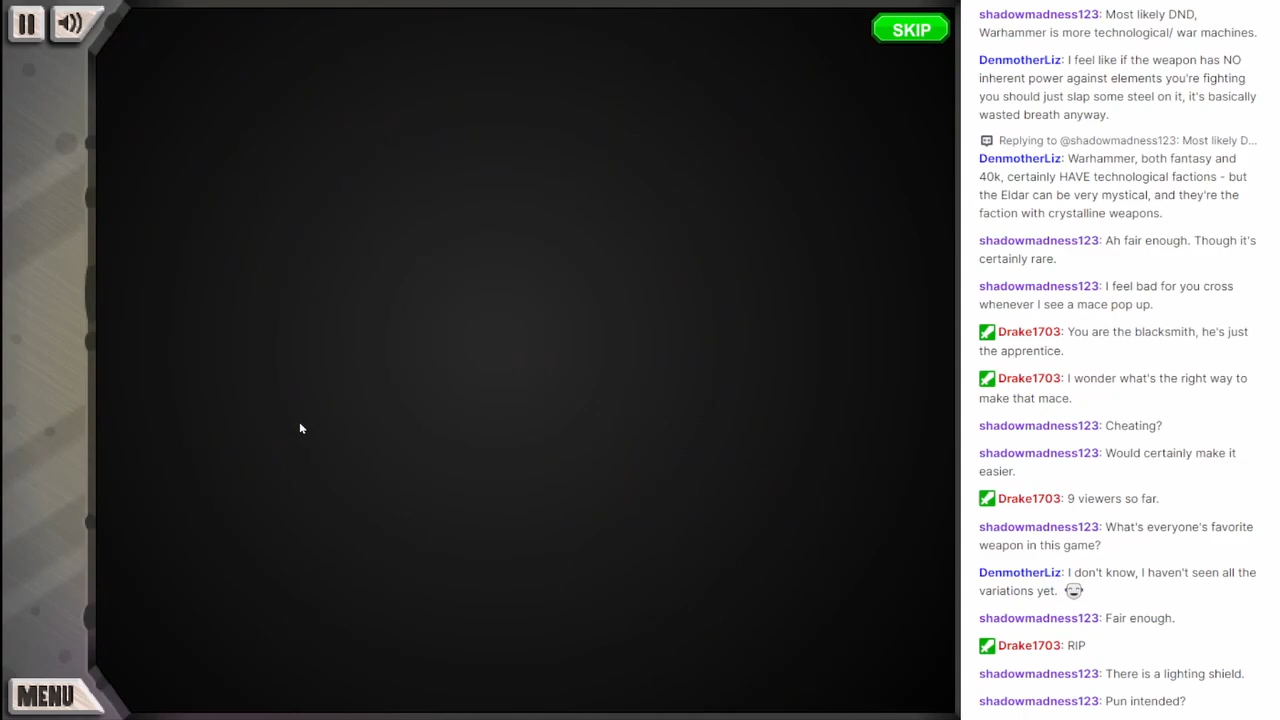 SKIP
MENU
shadowmadness123: Most likely DND,
Warhammer is more technological/ war machines.
DenmotherLiz: I feel like if the weapon has NO
inherent power against elements you're fighting
you should just slap some steel on it, it's basically
wasted breath anyway.
Replying to @shadowmadness123: Most likely D...
DenmotherLiz: Warhammer, both fantasy and
40k, certainly HAVE technological factions - but
the Eldar can be very mystical, and they're the
faction with crystalline weapons.
shadowmadness123: Ah fair enough. Though it's
certainly rare.
shadowmadness123: I feel bad for you cross
whenever I see a mace pop up.
Drake1703: You are the blacksmith, he's just
the apprentice.
Drake1703: I wonder what's the right way to
make that mace.
shadowmadness123: Cheating?
shadowmadness123: Would certainly make it
easier.
Drake1703: 9 viewers so far.
shadowmadness123: What's everyone's favorite
weapon in this game?
DenmotherLiz: I don't know, I haven't seen all the
variations yet.
shadowmadness123: Fair enough.
Drake1703: RIP
shadowmadness123: There is a lighting shield.
shadowmadness123: Pun intended?